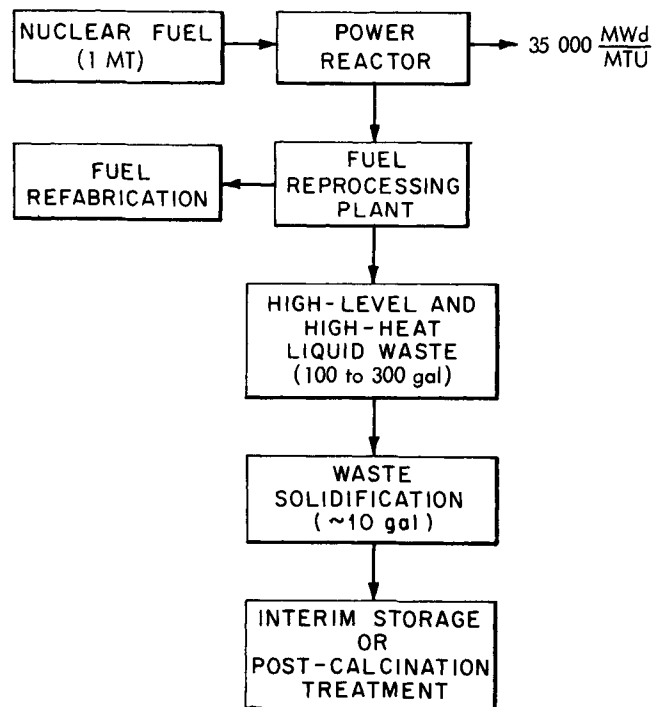 NUCLEAR FUEL
(1 MT)
POWER
REACTOR
35 000 MWd
MTU
FUEL
REFABRICATION
FUEL
REPROCESSING
PLANT
HIGH-LEVEL AND
HIGH-HEAT
LIQUID WASTE
(100 to 300 gal)
WASTE
SOLIDIFICATION
(~10 gal)
INTERIM STORAGE
OR
POST-CALCINATION
TREATMENT